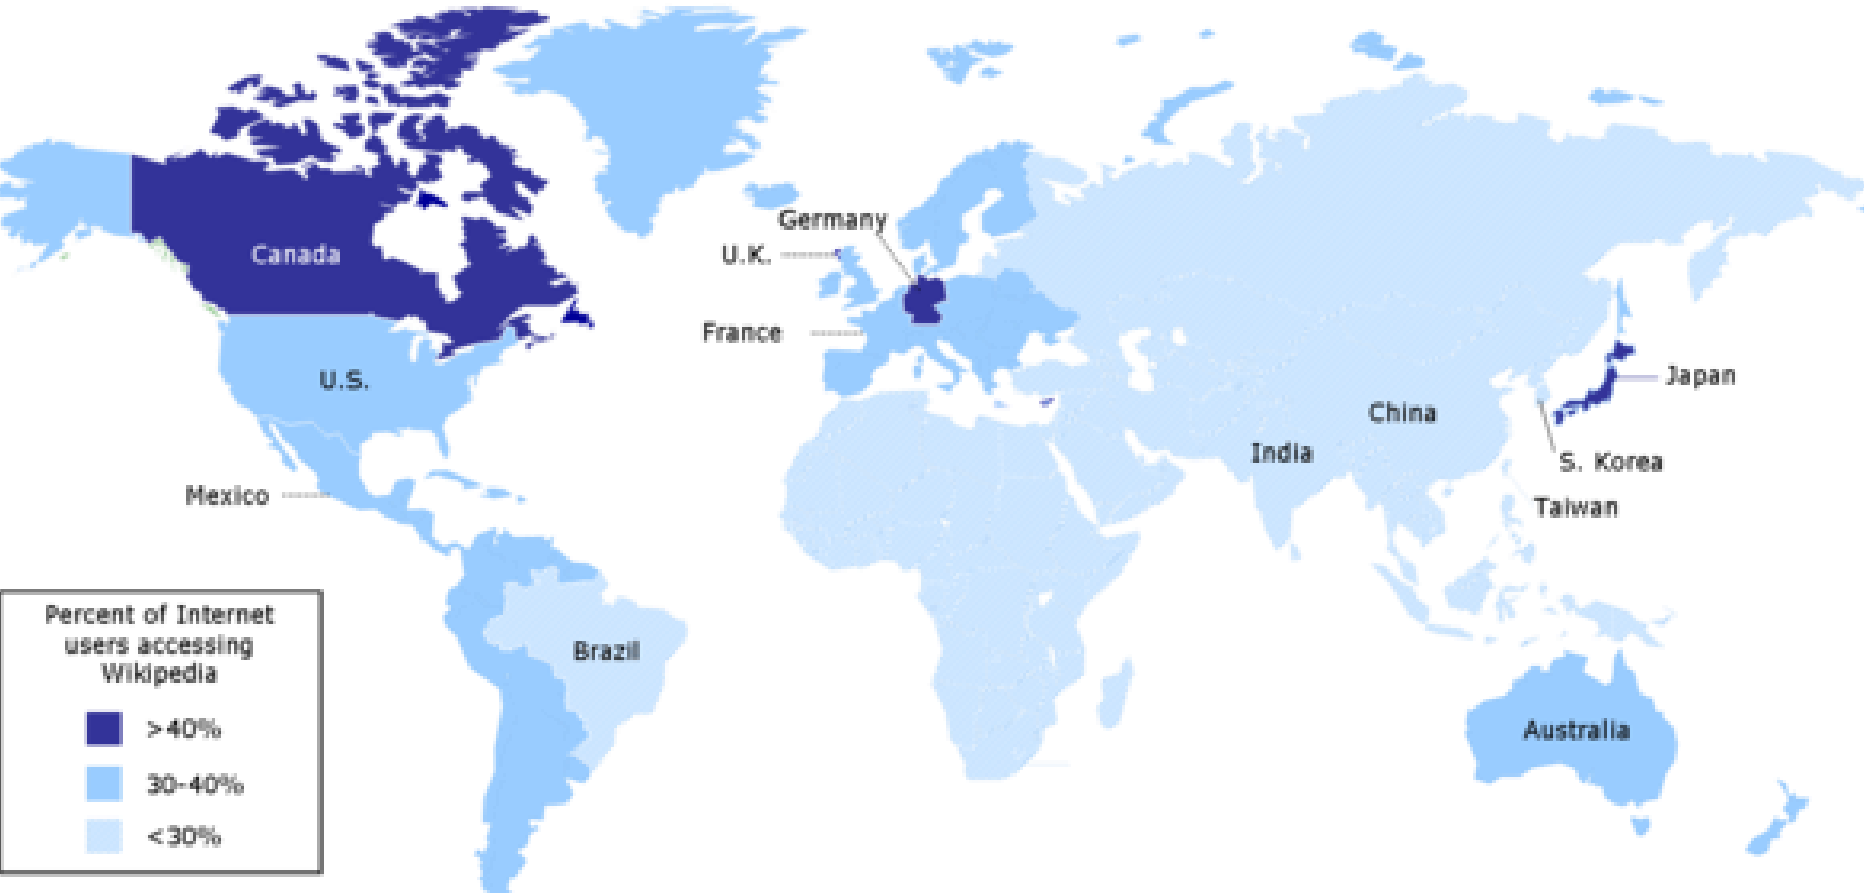 Germany
U.K.
Canada
France
U.S.
Japan
China
India
S. Korea
Mexico
Taiwan
Percent of Internet
users accessing
Wikipedia
Brazil
>40%
Australia
30-40%
<30%